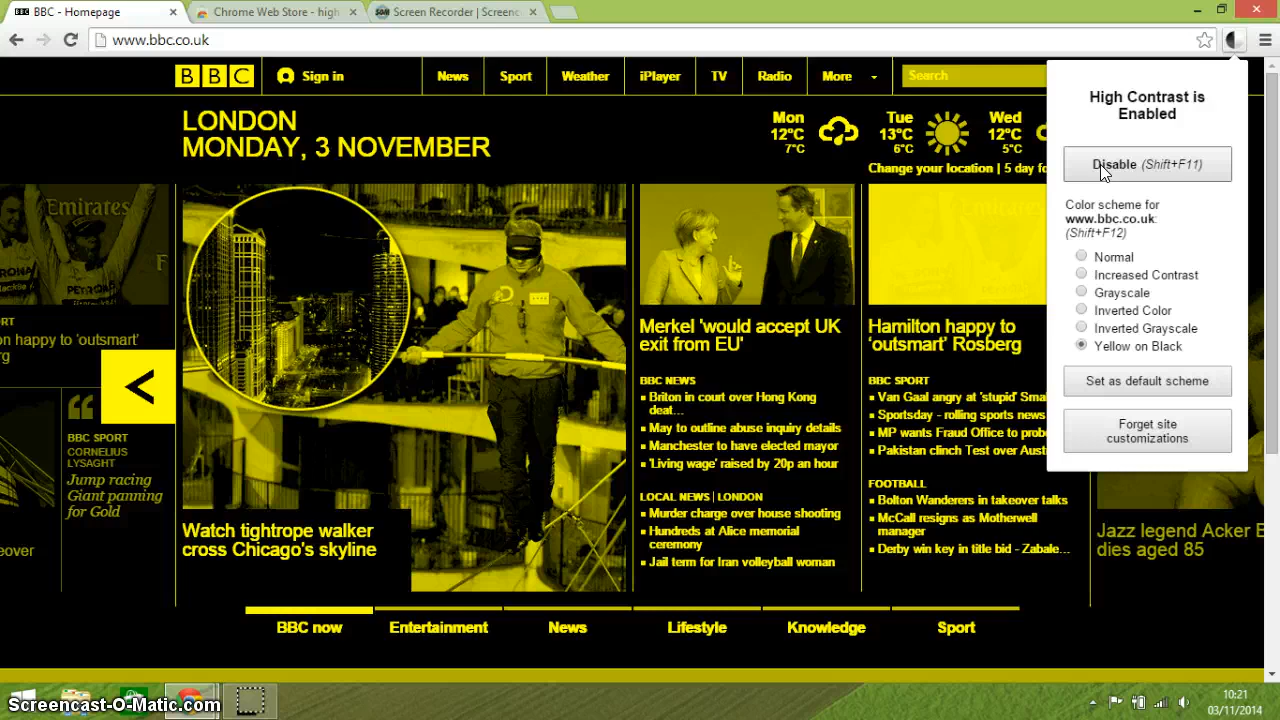 BBC - Homepage
Chrome Web Store - high
Screen Recorder | Screenc
www.bbc.co.uk
BBC
Sign in
News
Sport
Weather
iPlayer
TV
Radio
More
Search
LONDON
MONDAY, 3 NOVEMBER
Mon
12°C
7°C
Tue
13°C
6°C
Wed
12°C
5°C
Change your location | 5 day fo
High Contrast is
Enabled
Disable (Shift+F11)
Color scheme for
www.bbc.co.uk:
(Shift+F12)
Normal
Increased Contrast
Grayscale
Inverted Color
Inverted Grayscale
Yellow on Black
Set as default scheme
Forget site
customizations
Emirates
ORT
on happy to ‘outsmart’
rg
BBC SPORT
CORNELIUS
LYSAGHT
Jump racing
Giant panning
for Gold
eover
Watch tightrope walker
cross Chicago's skyline
Merkel 'would accept UK
exit from EU'
BBC NEWS
Briton in court over Hong Kong
deat...
May to outline abuse inquiry details
Manchester to have elected mayor
'Living wage' raised by 20p an hour
LOCAL NEWS | LONDON
Murder charge over house shooting
Hundreds at Alice memorial
ceremony
Jail term for Iran volleyball woman
Hamilton happy to
‘outsmart’ Rosberg
BBC SPORT
Van Gaal angry at 'stupid' Smal
Sportsday - rolling sports news
MP wants Fraud Office to probe
Pakistan clinch Test over Aust
FOOTBALL
Bolton Wanderers in takeover talks
McCall resigns as Motherwell
manager
Derby win key in title bid - Zabale...
Jazz legend Acker B
dies aged 85
BBC now
Entertainment
News
Lifestyle
Knowledge
Sport
Screencast-O-Matic.com
10:21
03/11/2014